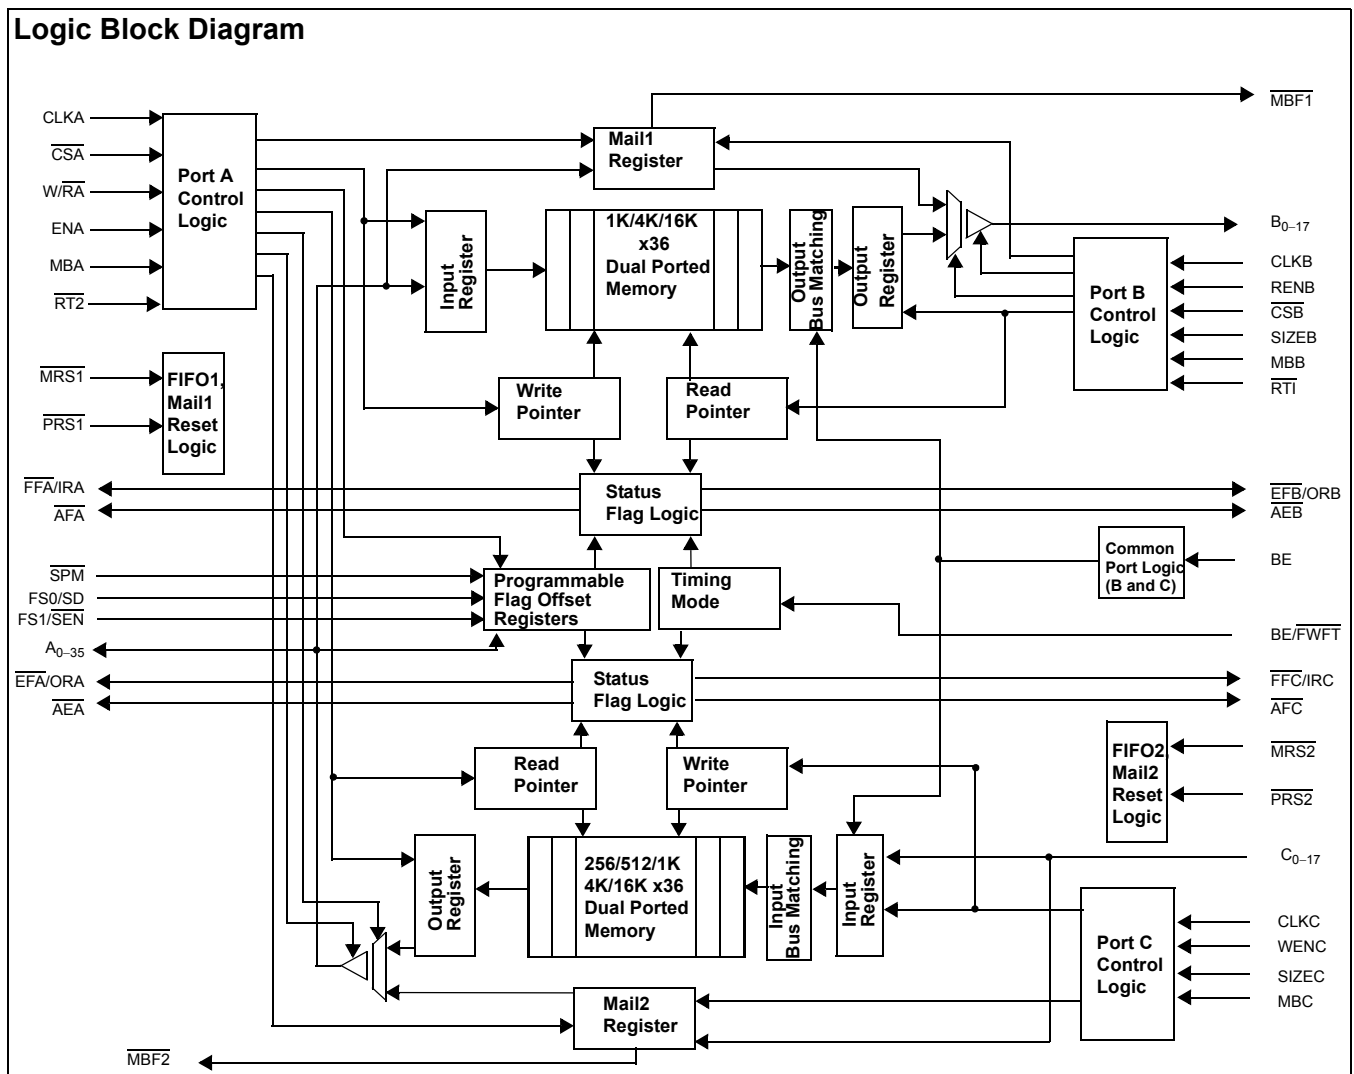 Logic Block Diagram
CLKA
CSA
W/RA
ENA
MBA
RT2
Port A
Control
Logic
MRS1
PRS1
FIFO1,
Mail1
Reset
Logic
FFA/IRA
AFA
SPM
FS0/SD
FS1/SEN
A0–35
EFA/ORA
AEA
MBF2
Mail1
Register
Input
Register
1K/4K/16K
x36
Dual Ported
Memory
Output
Bus Matching
Output
Register
Write
Pointer
Read
Pointer
Status
Flag Logic
Programmable
Flag Offset
Registers
Timing
Mode
Status
Flag Logic
Read
Pointer
Write
Pointer
Output
Register
256/512/1K
4K/16K x36
Dual Ported
Memory
Input
Bus Matching
Input
Register
Mail2
Register
MBF1
B0–17
Port B
Control
Logic
CLKB
RENB
CSB
SIZEB
MBB
RTI
EFB/ORB
AEB
Common
Port Logic
(B and C)
BE
BE/FWFT
FFC/IRC
AFC
FIFO2,
Mail2
Reset
Logic
MRS2
PRS2
C0–17
Port C
Control
Logic
CLKC
WENC
SIZEC
MBC